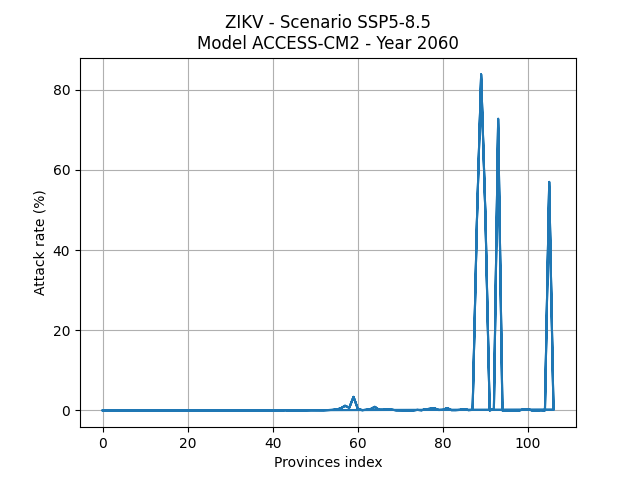 ZIKV - Scenario SSP5-8.5
Model ACCESS-CM2 - Year 2060
Attack rate (%)
80
60
40
20
0
0 20 40 60 80 100
Provinces index